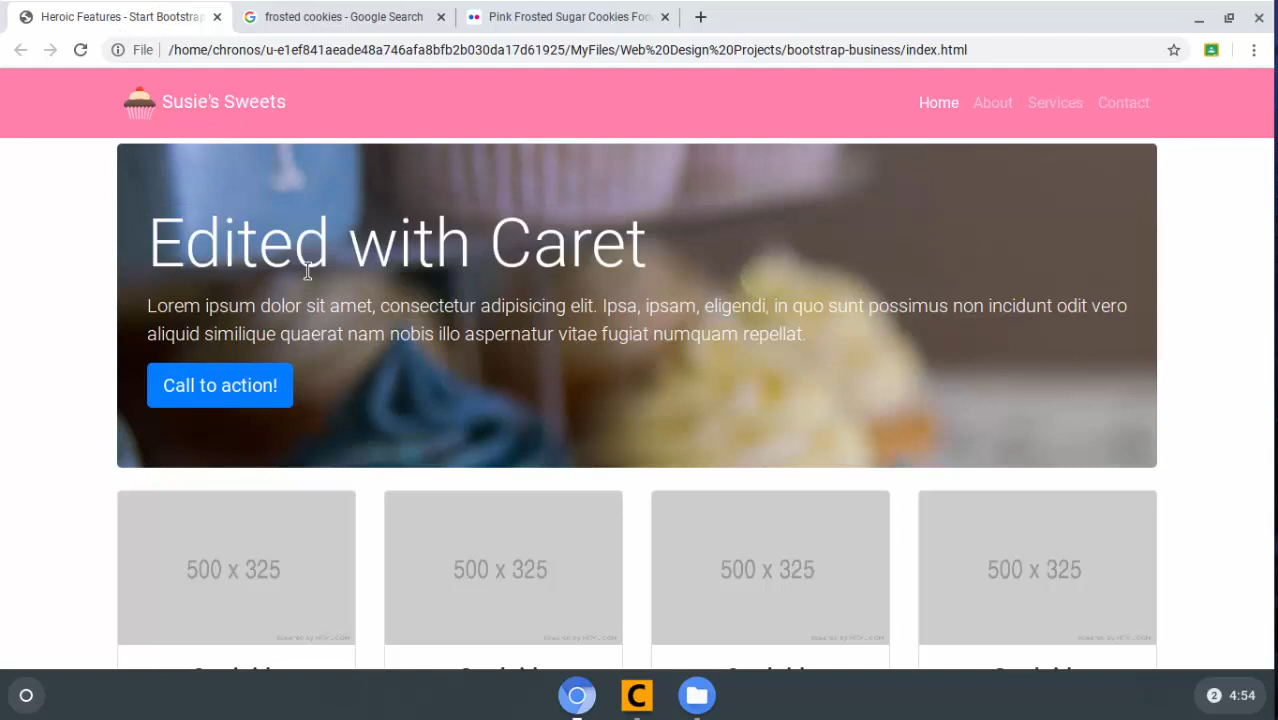 Heroic Features - Start Bootstrap
frosted cookies - Google Search
Pink Frosted Sugar Cookies Foo
File
/home/chronos/u-e1ef841aeade48a746afa8bfb2b030da17d61925/MyFiles/Web%20Design%20Projects/bootstrap-business/index.html
Susie's Sweets
Home About Services Contact
Edited with Caret
Lorem ipsum dolor sit amet, consectetur adipisicing elit. Ipsa, ipsam, eligendi, in quo sunt possimus non incidunt odit vero
aliquid similique quaerat nam nobis illo aspernatur vitae fugiat numquam repellat.
Call to action!
500 x 325
500 x 325
500 x 325
500 x 325
C
2 4:54